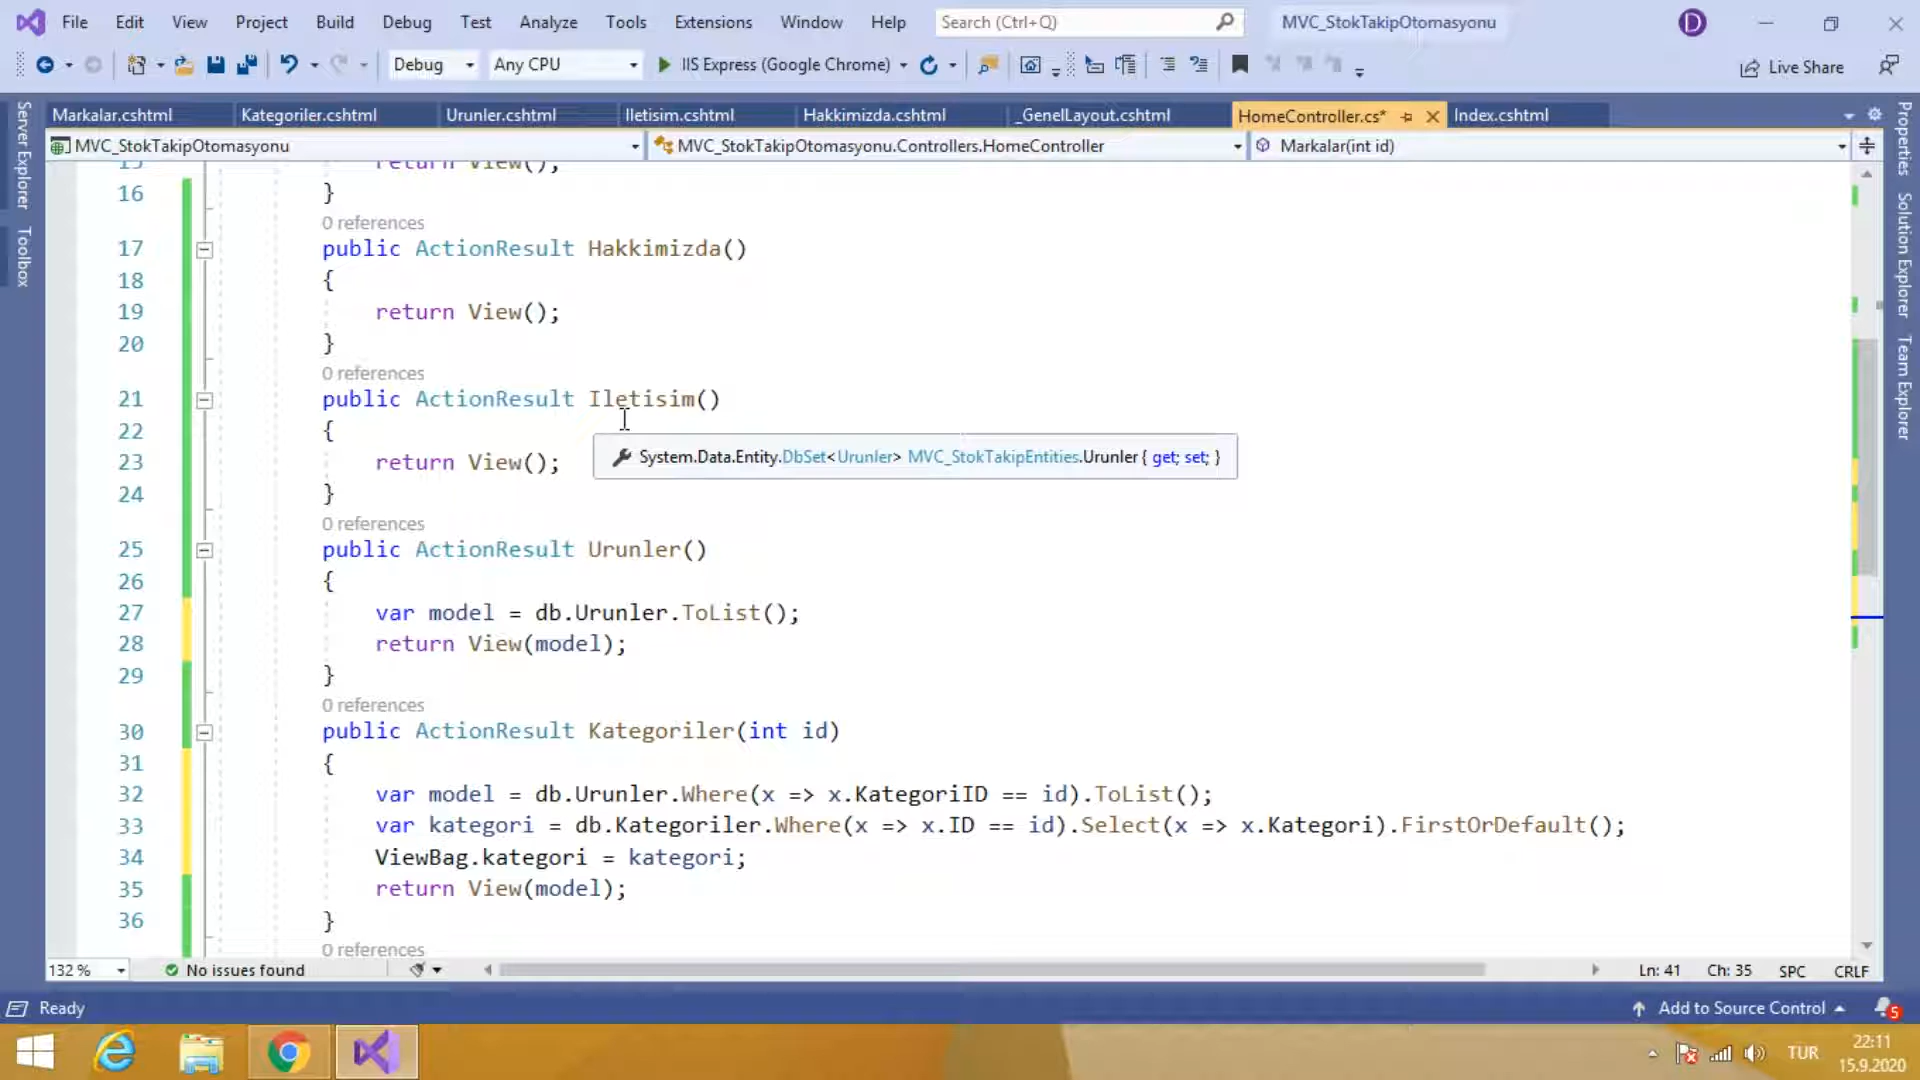 File Edit View Project Build Debug Test Analyze Tools Extensions Window Help Search (Ctrl+Q) MVC_StokTakipOtomasyonu D
Debug Any CPU IIS Express (Google Chrome) Live Share
Markalar.cshtml Kategoriler.cshtml Urunler.cshtml Iletisim.cshtml Hakkimizda.cshtml _GenelLayout.cshtml HomeController.cs* Index.cshtml
MVC_StokTakipOtomasyonu MVC_StokTakipOtomasyonu.Controllers.HomeController Markalar(int id)
Server Explorer
Toolbox
Properties
Solution Explorer
Team Explorer
15 return View();
16 }
0 references
17 public ActionResult Hakkimizda()
18 {
19 return View();
20 }
0 references
21 public ActionResult Iletisim()
22 {
System.Data.Entity.DbSet<Urunler> MVC_StokTakipEntities.Urunler { get; set; }
23 return View();
24 }
0 references
25 public ActionResult Urunler()
26 {
27 var model = db.Urunler.ToList();
28 return View(model);
29 }
0 references
30 public ActionResult Kategoriler(int id)
31 {
32 var model = db.Urunler.Where(x => x.KategoriID == id).ToList();
33 var kategori = db.Kategoriler.Where(x => x.ID == id).Select(x => x.Kategori).FirstOrDefault();
34 ViewBag.kategori = kategori;
35 return View(model);
36 }
0 references
132 % No issues found Ln: 41 Ch: 35 SPC CRLF
Ready Add to Source Control 5
TUR 22:11
15.9.2020